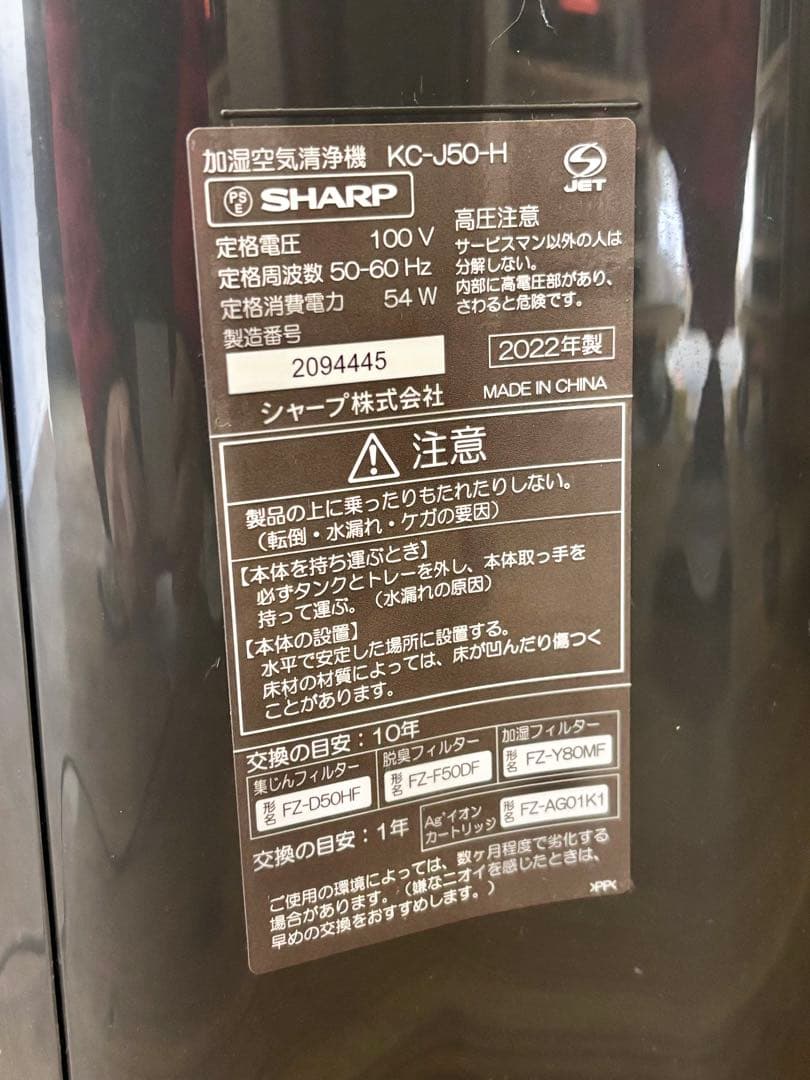 加湿空気清浄機 KC-J50-H
JET
PS
E
SHARP
定格電圧 100 V
定格周波数 50-60 Hz
定格消費電力 54 W
高圧注意
サービスマン以外の人は
分解しない。
内部に高電圧部があり、
さわると危険です。
製造番号
2094445
2022年製
シャープ株式会社
MADE IN CHINA
注意
製品の上に乗ったりもたれたりしない。
（転倒・水漏れ・ケガの要因）
【本体を持ち運ぶとき】
必ずタンクとトレーを外し、本体取っ手を
持って運ぶ。（水漏れの原因）
【本体の設置】
水平で安定した場所に設置する。
床材の材質によっては、床が凹んだり傷つく
ことがあります。
交換の目安：10年
集じんフィルター
形名 FZ-D50HF
脱臭フィルター
形名 FZ-F50DF
加湿フィルター
形名 FZ-Y80MF
交換の目安：1年
Ag⁺イオン
カートリッジ
形名 FZ-AG01K1
ご使用の環境によっては、数ヶ月程度で劣化する
場合があります。（嫌なニオイを感じたときは、
早めの交換をおすすめします。）
>PP<